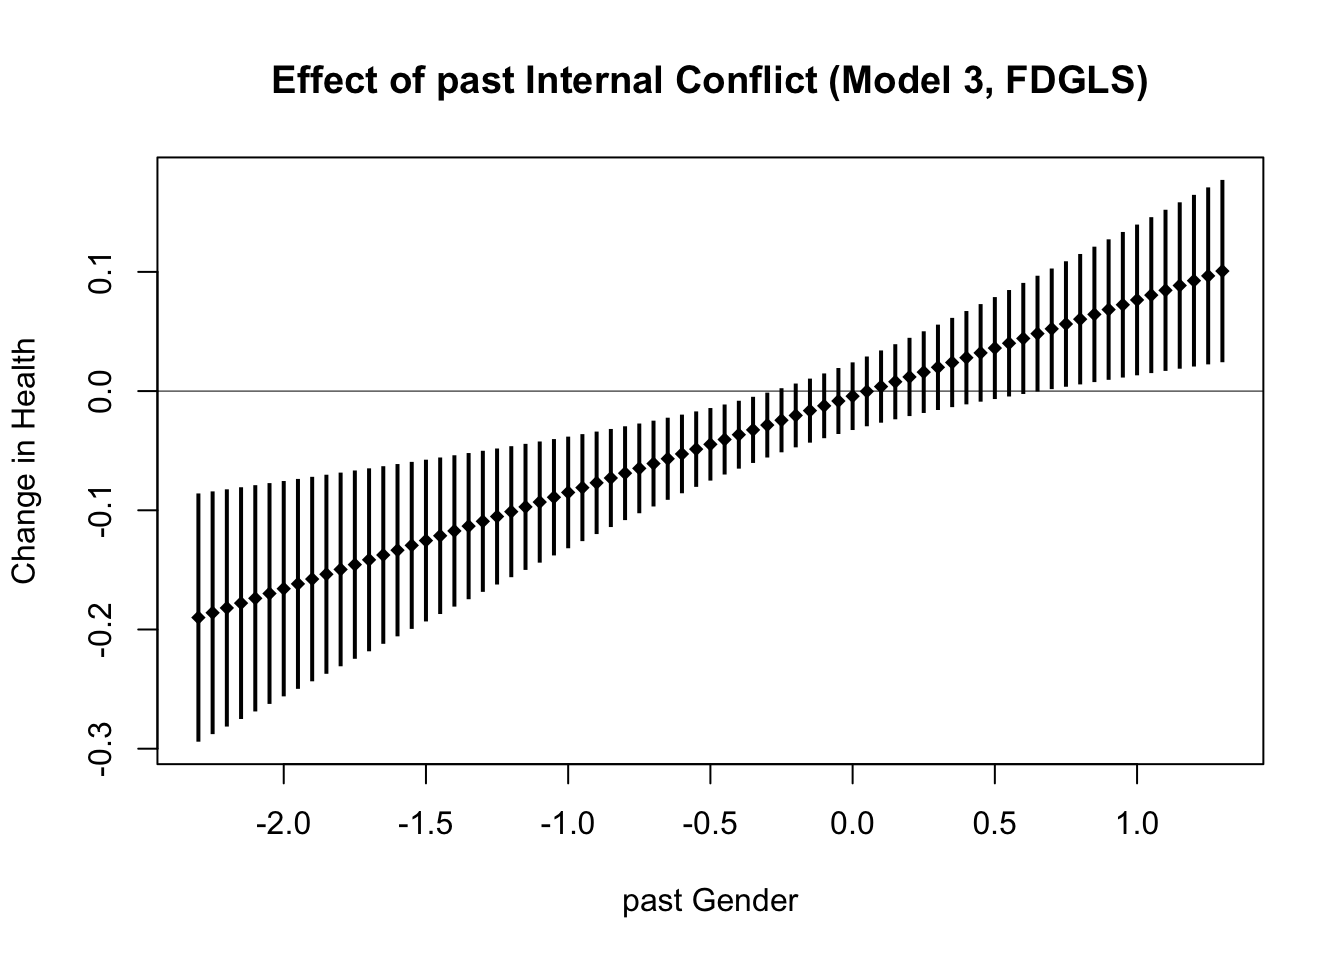 Effect of past Internal Conflict (Model 3, FDGLS)
Change in Health
0.1
0.0
-0.1
-0.2
-0.3
-2.0 -1.5 -1.0 -0.5 0.0 0.5 1.0
past Gender